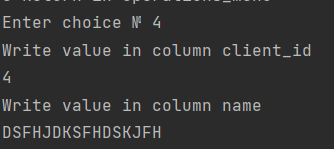 Enter choice № 4
Write value in column client_id
4
Write value in column name
DSFHJDKSFHDSKJFH